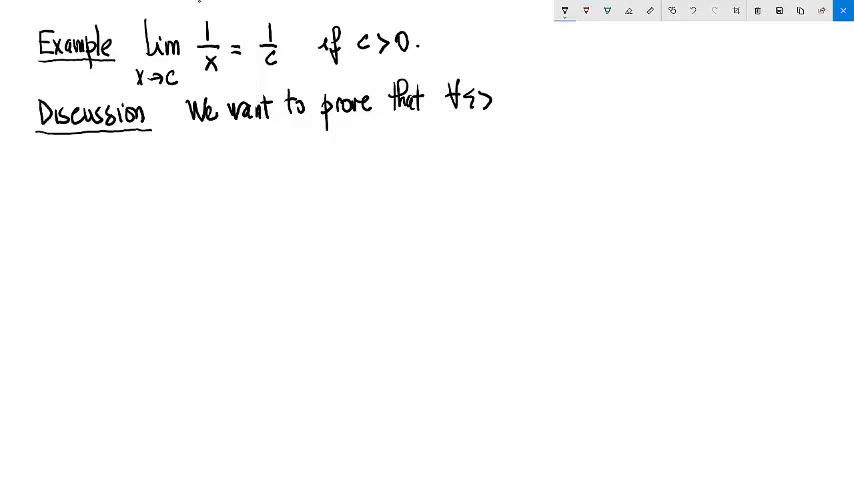 Example lim x→c 1/x = 1/c if c > 0.
Discussion We want to prove that ∀ε>